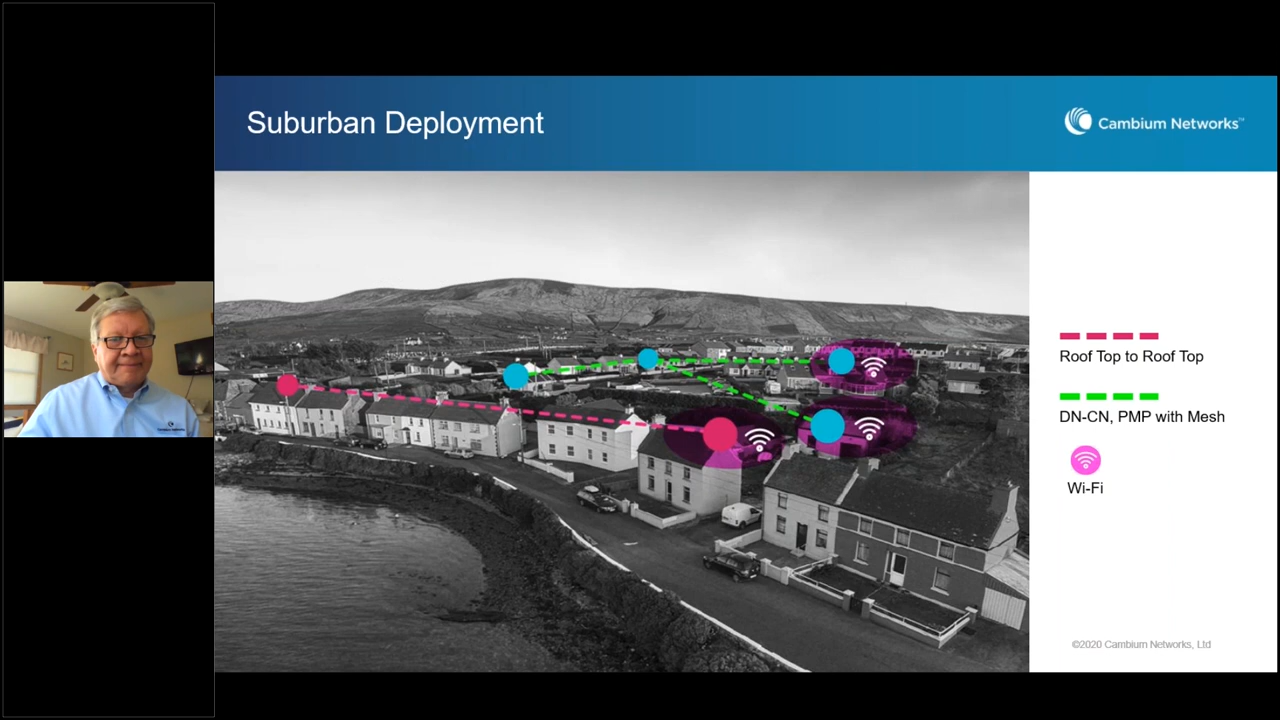 Suburban Deployment
Cambium Networks™
Roof Top to Roof Top
DN-CN, PMP with Mesh
Wi-Fi
©2020 Cambium Networks, Ltd